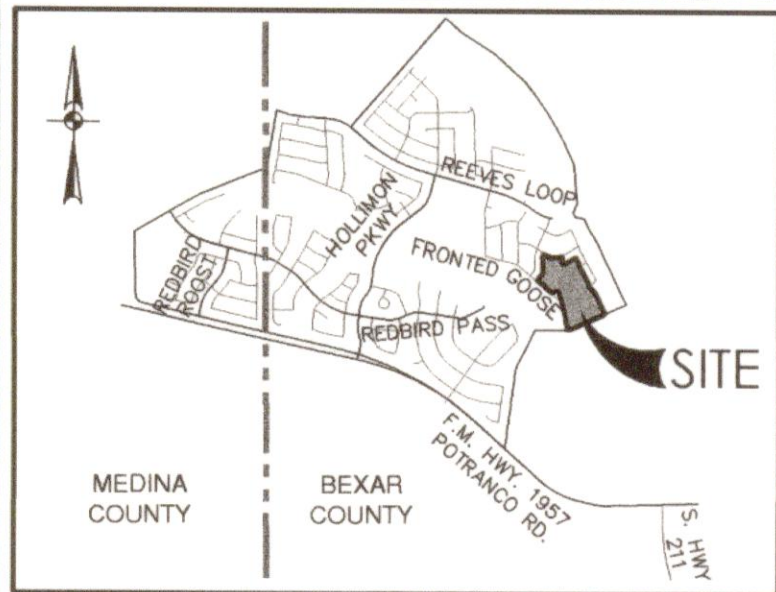 REEVES LOOP
HOLLIMON
PKWY
FRONTED GOOSE
REDBIRD
ROOST
REDBIRD PASS
SITE
F.M. HWY. 1957
POTRANCO RD.
MEDINA
COUNTY
BEXAR
COUNTY
S. HWY
211